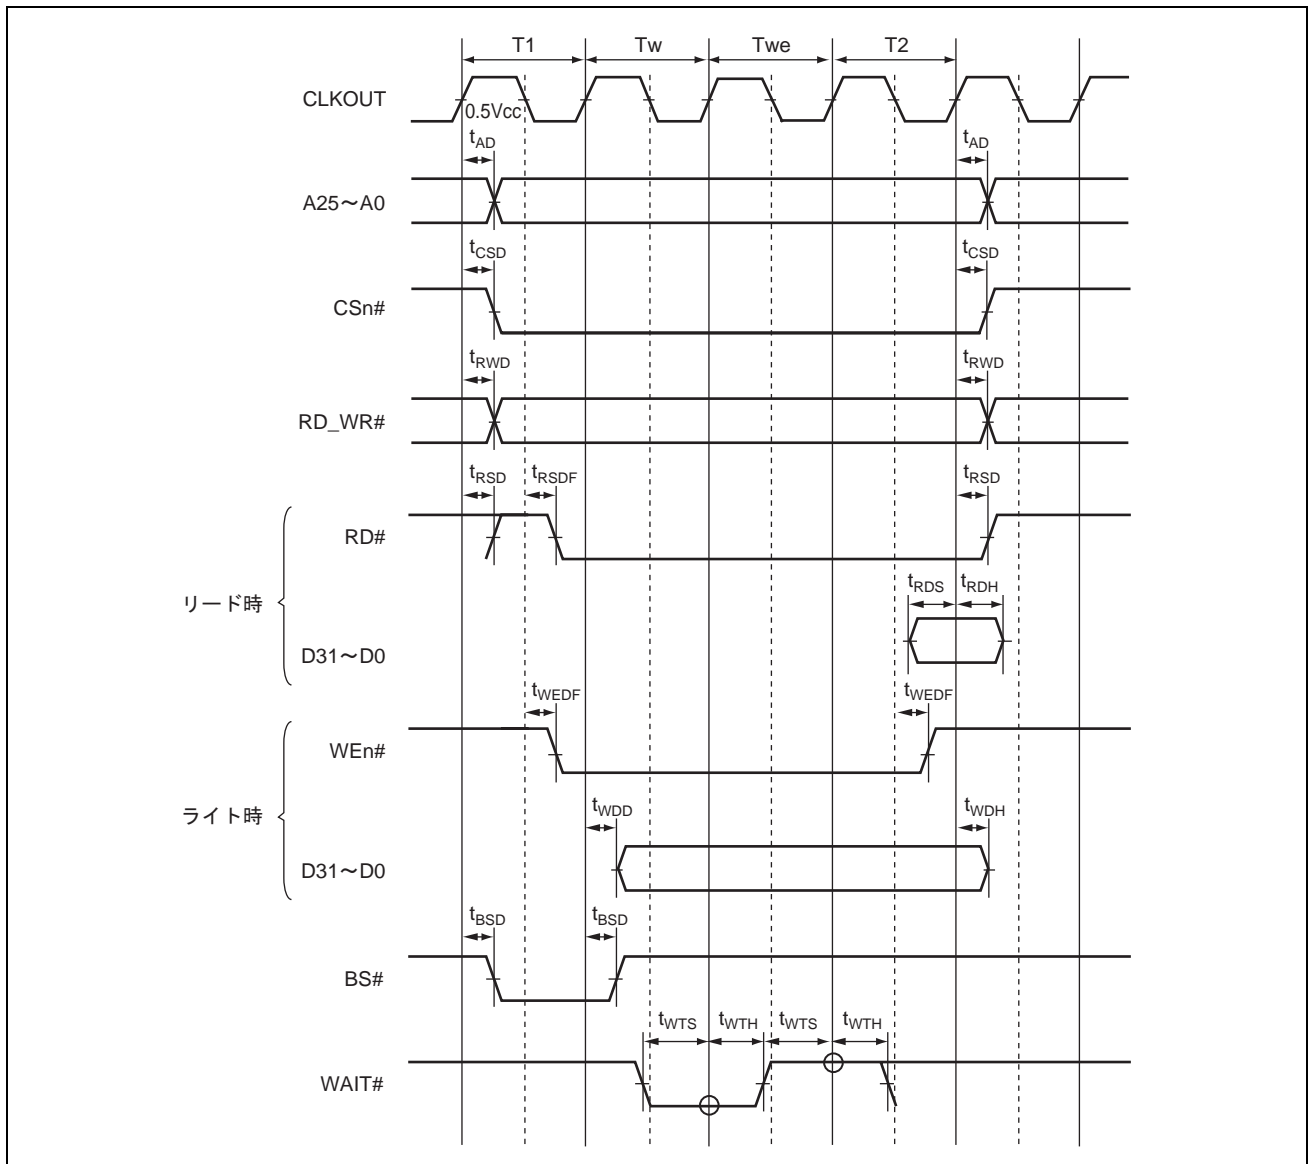 T1 Tw Twe T2
CLKOUT
0.5Vcc
tAD tAD
A25～A0
tCSD tCSD
CSn#
tRWD tRWD
RD_WR#
tRSD tRSDF tRSD
RD#
リード時
tRDS tRDH
D31～D0
tWEDF tWEDF
WEn#
ライト時
tWDD tWDH
D31～D0
tBSD tBSD
BS#
tWTS tWTH tWTS tWTH
WAIT#